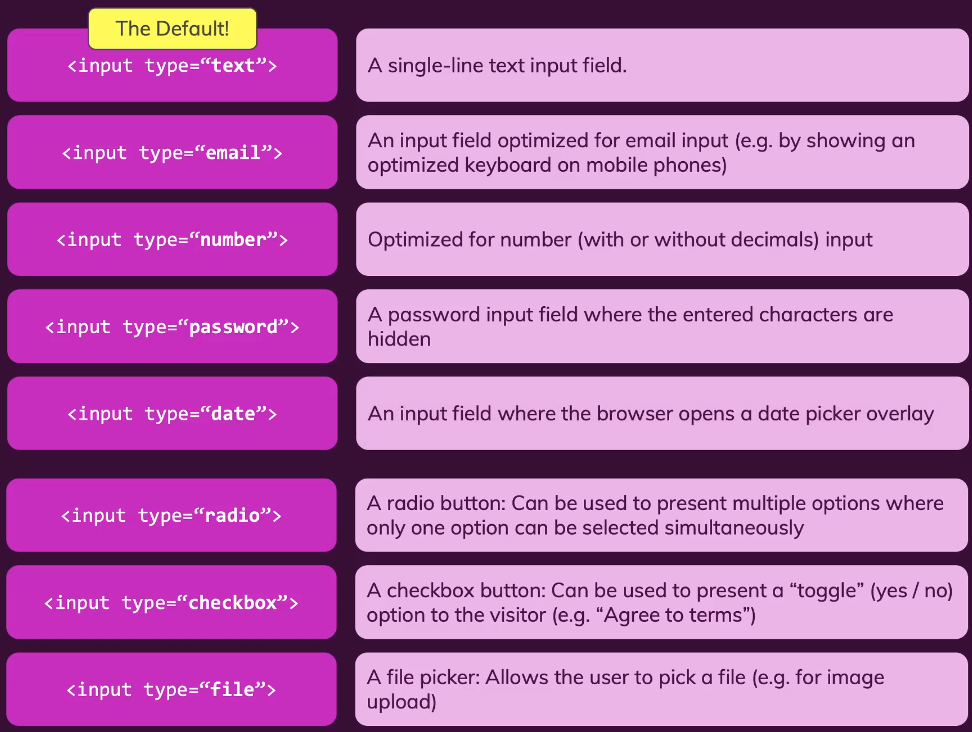 The Default!
<input type=“text”>
A single-line text input field.
<input type=“email”>
An input field optimized for email input (e.g. by showing an
optimized keyboard on mobile phones)
<input type=“number”>
Optimized for number (with or without decimals) input
<input type=“password”>
A password input field where the entered characters are
hidden
<input type=“date”>
An input field where the browser opens a date picker overlay
<input type=“radio”>
A radio button: Can be used to present multiple options where
only one option can be selected simultaneously
<input type=“checkbox”>
A checkbox button: Can be used to present a “toggle” (yes / no)
option to the visitor (e.g. “Agree to terms”)
<input type=“file”>
A file picker: Allows the user to pick a file (e.g. for image
upload)